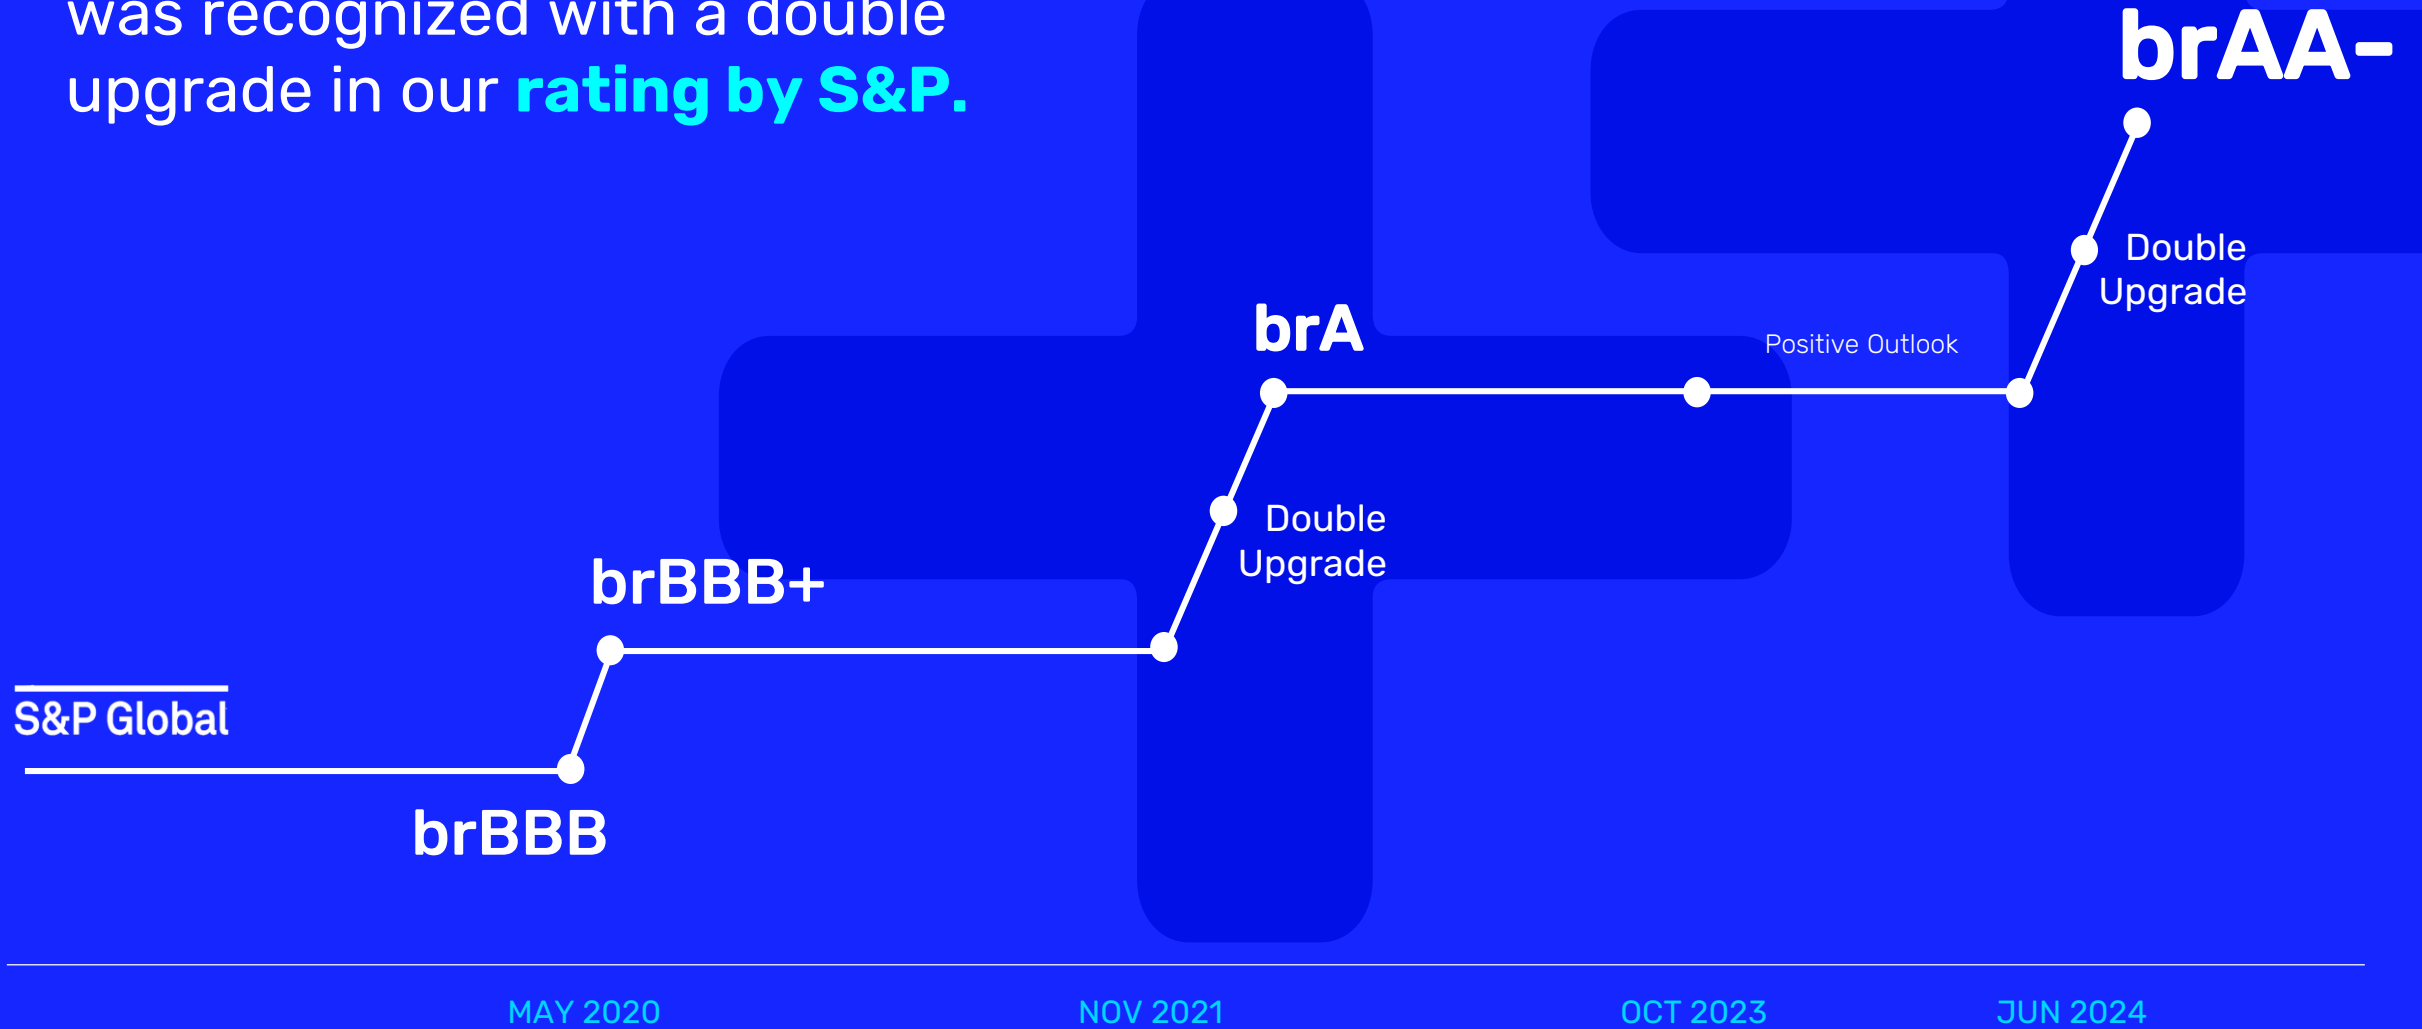 was recognized with a double
upgrade in our rating by S&P.
brAA-
Double
Upgrade
brA
Positive Outlook
Double
Upgrade
brBBB+
S&P Global
brBBB
MAY 2020
NOV 2021
OCT 2023
JUN 2024